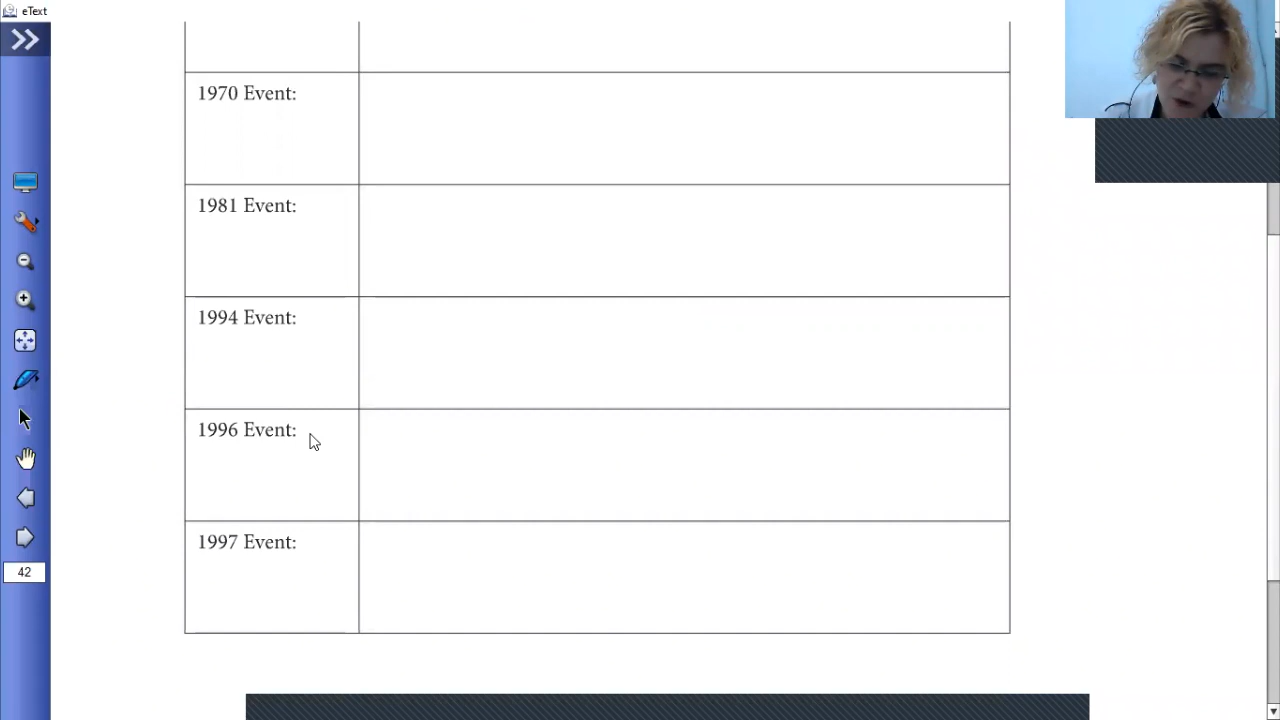 eText
1970 Event:
1981 Event:
1994 Event:
1996 Event:
1997 Event:
42